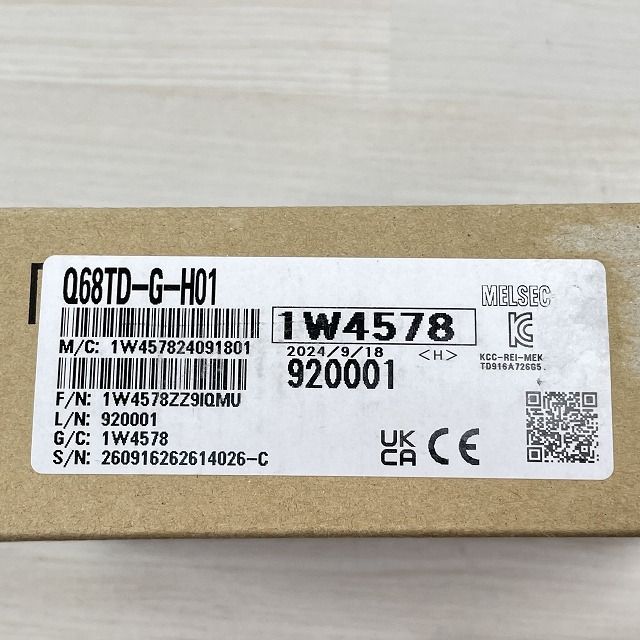 Q68TD-G-H01
M/C: 1W457824091801
F/N: 1W4578ZZ9IQMU
L/N: 920001
G/C: 1W4578
S/N: 260916262614026-C
1W4578
2024/9/18 <H>
920001
MELSEC
KCC-REI-MEK
TD916A726G5.
UK
CA CE